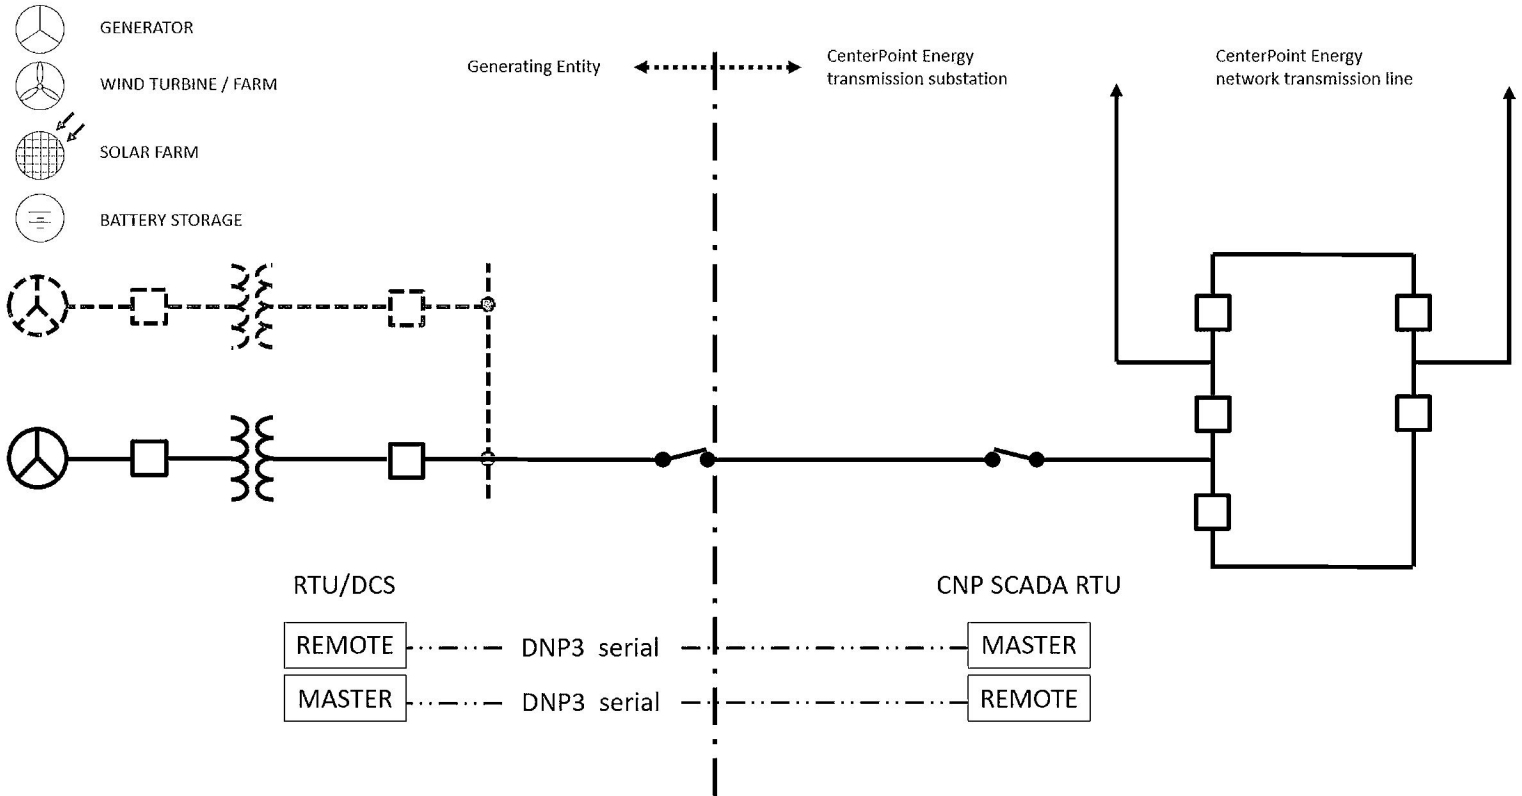 GENERATOR
WIND TURBINE / FARM
SOLAR FARM
BATTERY STORAGE
Generating Entity
CenterPoint Energy
transmission substation
CenterPoint Energy
network transmission line
RTU/DCS
CNP SCADA RTU
REMOTE
DNP3 serial
MASTER
MASTER
DNP3 serial
REMOTE